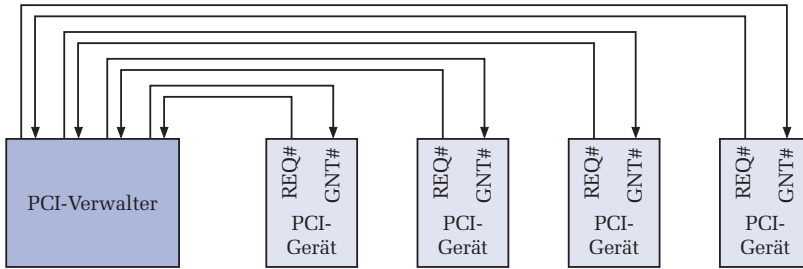 PCI-Verwalter
REQ#
GNT#
PCI-
Gerät
REQ#
GNT#
PCI-
Gerät
REQ#
GNT#
PCI-
Gerät
REQ#
GNT#
PCI-
Gerät